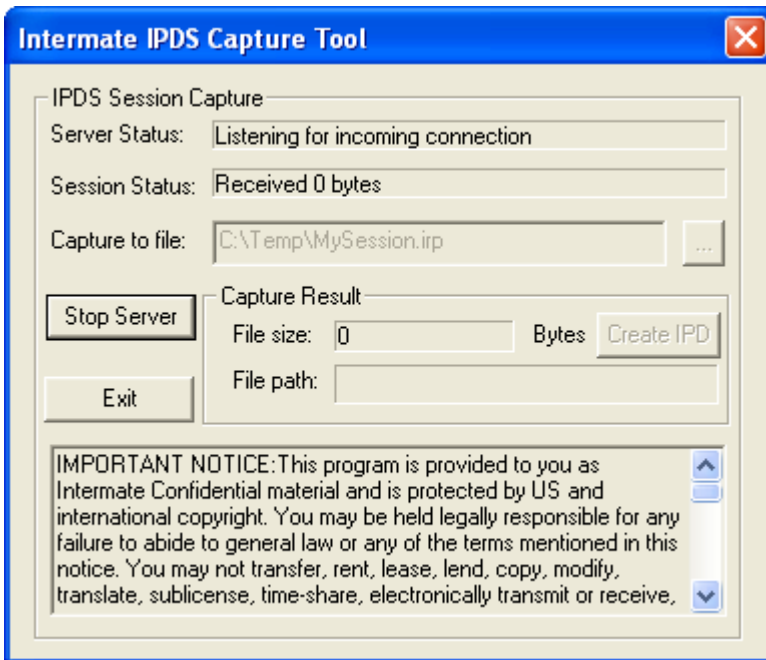 Intermate IPDS Capture Tool
IPDS Session Capture
Server Status: Listening for incoming connection
Session Status: Received 0 bytes
Capture to file: C:\Temp\MySession.irp ...
Stop Server
Capture Result
File size: 0 Bytes Create IPD
File path:
Exit
IMPORTANT NOTICE:This program is provided to you as
Intermate Confidential material and is protected by US and
international copyright. You may be held legally responsible for any
failure to abide to general law or any of the terms mentioned in this
notice. You may not transfer, rent, lease, lend, copy, modify,
translate, sublicense, time-share, electronically transmit or receive,